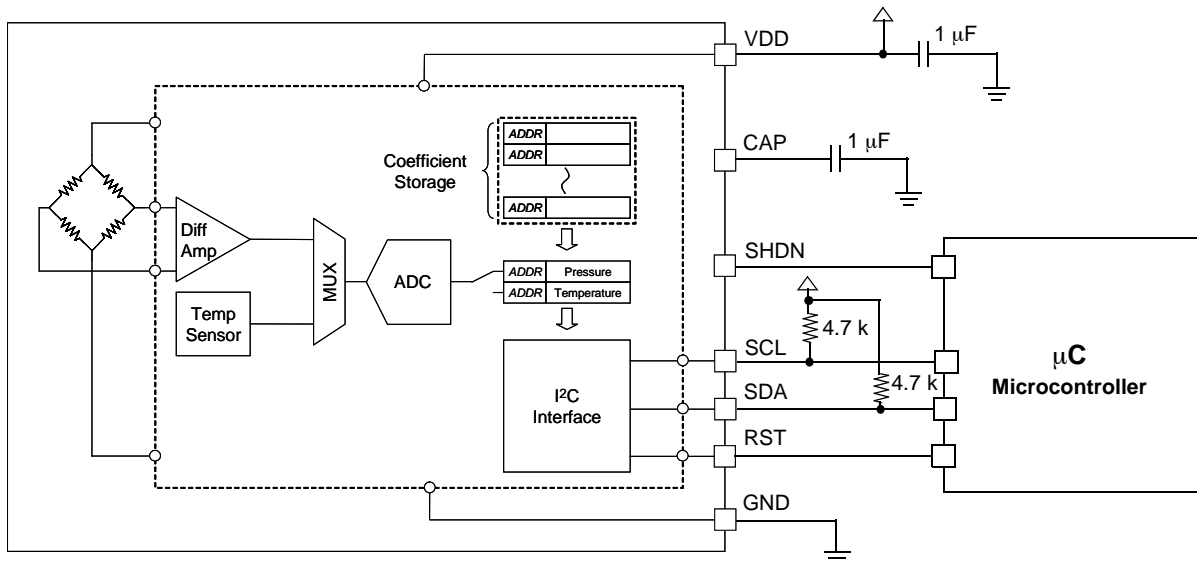 VDD
1 μF
CAP
1 μF
Coefficient
Storage
ADDR
ADDR
ADDR
Diff
Amp
MUX
ADC
ADDR Pressure
ADDR Temperature
Temp
Sensor
I²C
Interface
SHDN
4.7 k
SCL
4.7 k
SDA
RST
GND
μC
Microcontroller